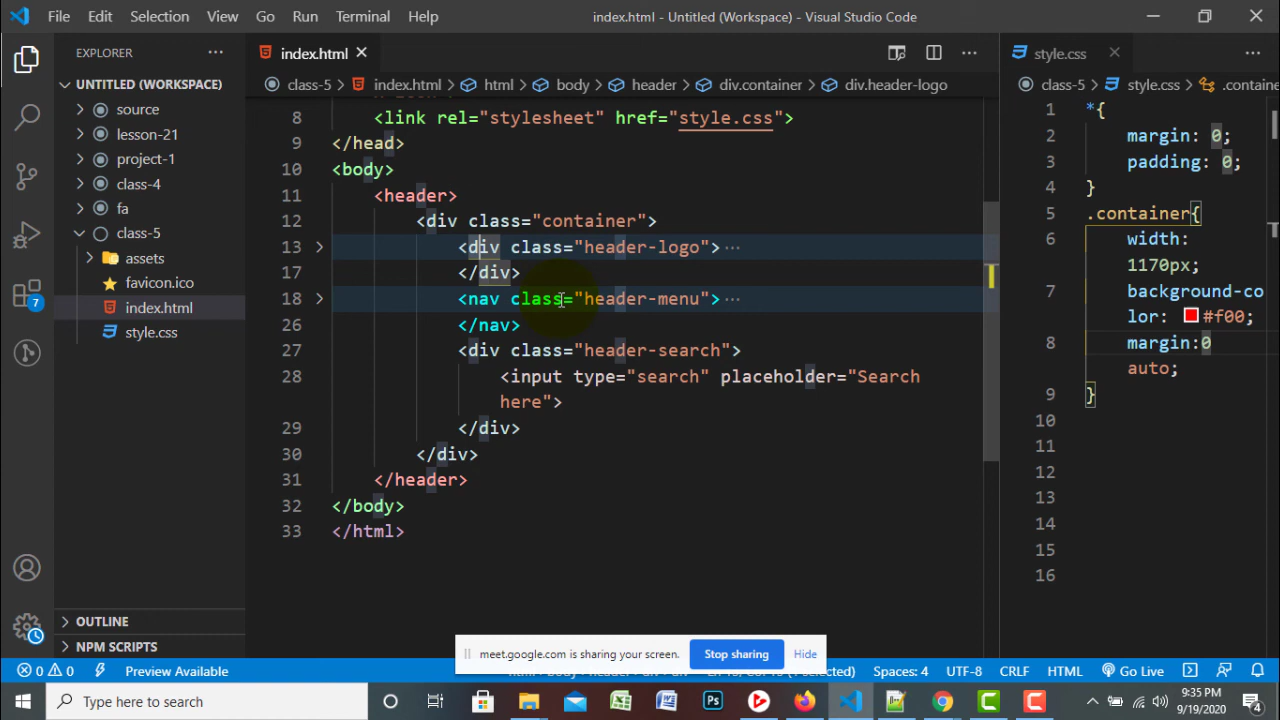 File Edit Selection View Go Run Terminal Help index.html - Untitled (Workspace) - Visual Studio Code
EXPLORER
UNTITLED (WORKSPACE)
source
lesson-21
project-1
class-4
fa
class-5
assets
favicon.ico
index.html
style.css
OUTLINE
NPM SCRIPTS
index.html
class-5 > index.html > html > body > header > div.container > div.header-logo
8 <link rel="stylesheet" href="style.css">
9 </head>
10 <body>
11 <header>
12 <div class="container">
13 <div class="header-logo">
17 </div>
18 <nav class="header-menu">
26 </nav>
27 <div class="header-search">
28 <input type="search" placeholder="Search
here">
29 </div>
30 </div>
31 </header>
32 </body>
33 </html>
style.css
class-5 > style.css > .containe
1 *{
2 margin: 0;
3 padding: 0;
4 }
5 .container{
6 width:
1170px;
7 background-co
lor: #f00;
8 margin:0
auto;
9 }
10
11
12
13
14
15
16
meet.google.com is sharing your screen. Stop sharing Hide
0 0 Preview Available Spaces: 4 UTF-8 CRLF HTML Go Live
Type here to search
9:35 PM
9/19/2020
4